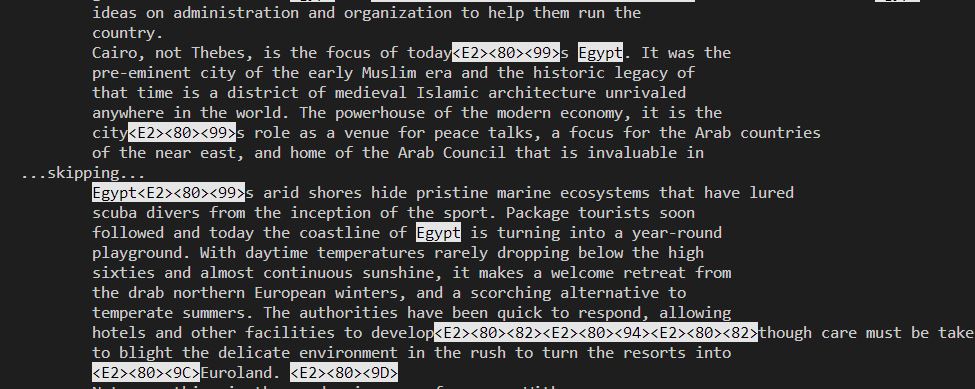 ideas on administration and organization to help them run the
country.
Cairo, not Thebes, is the focus of today<E2><80><99>s Egypt. It was the
pre-eminent city of the early Muslim era and the historic legacy of
that time is a district of medieval Islamic architecture unrivaled
anywhere in the world. The powerhouse of the modern economy, it is the
city<E2><80><99>s role as a venue for peace talks, a focus for the Arab countries
of the near east, and home of the Arab Council that is invaluable in
...skipping...
Egypt<E2><80><99>s arid shores hide pristine marine ecosystems that have lured
scuba divers from the inception of the sport. Package tourists soon
followed and today the coastline of Egypt is turning into a year-round
playground. With daytime temperatures rarely dropping below the high
sixties and almost continuous sunshine, it makes a welcome retreat from
the drab northern European winters, and a scorching alternative to
temperate summers. The authorities have been quick to respond, allowing
hotels and other facilities to develop<E2><80><82><E2><80><94><E2><80><82>though care must be take
to blight the delicate environment in the rush to turn the resorts into
<E2><80><9C>Euroland. <E2><80><9D>